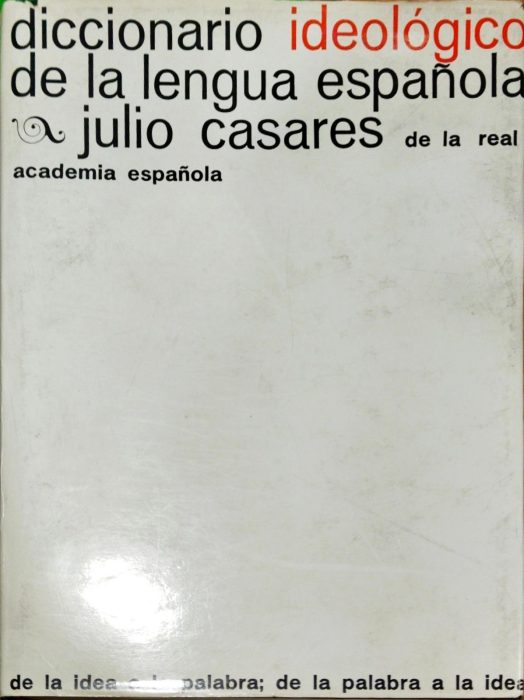 diccionario ideológico
de la lengua española
julio casares de la real
academia española
de la idea a la palabra; de la palabra a la idea